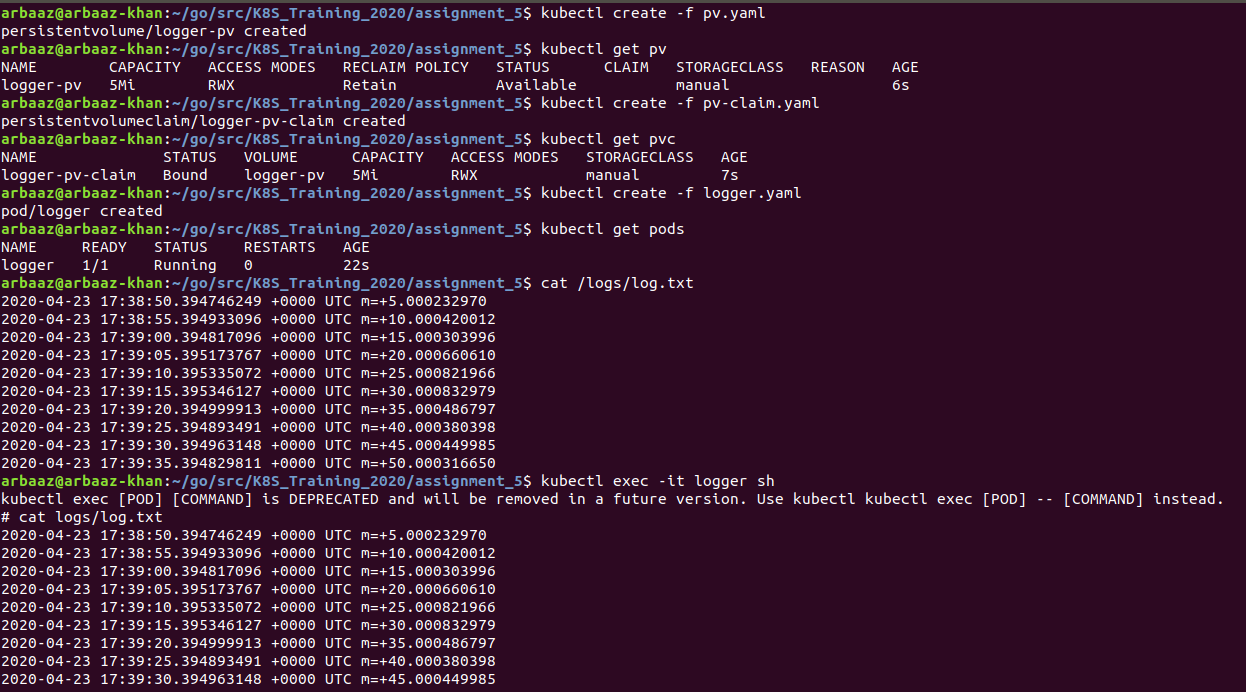 arbaaz@arbaaz-khan:~/go/src/K8S_Training_2020/assignment_5$ kubectl create -f pv.yaml
persistentvolume/logger-pv created
arbaaz@arbaaz-khan:~/go/src/K8S_Training_2020/assignment_5$ kubectl get pv
NAME        CAPACITY   ACCESS MODES   RECLAIM POLICY   STATUS      CLAIM   STORAGECLASS   REASON   AGE
logger-pv   5Mi        RWX            Retain           Available           manual                  6s
arbaaz@arbaaz-khan:~/go/src/K8S_Training_2020/assignment_5$ kubectl create -f pv-claim.yaml
persistentvolumeclaim/logger-pv-claim created
arbaaz@arbaaz-khan:~/go/src/K8S_Training_2020/assignment_5$ kubectl get pvc
NAME              STATUS   VOLUME      CAPACITY   ACCESS MODES   STORAGECLASS   AGE
logger-pv-claim   Bound    logger-pv   5Mi        RWX            manual         7s
arbaaz@arbaaz-khan:~/go/src/K8S_Training_2020/assignment_5$ kubectl create -f logger.yaml
pod/logger created
arbaaz@arbaaz-khan:~/go/src/K8S_Training_2020/assignment_5$ kubectl get pods
NAME     READY   STATUS    RESTARTS   AGE
logger   1/1     Running   0          22s
arbaaz@arbaaz-khan:~/go/src/K8S_Training_2020/assignment_5$ cat /logs/log.txt
2020-04-23 17:38:50.394746249 +0000 UTC m=+5.000232970
2020-04-23 17:38:55.394933096 +0000 UTC m=+10.000420012
2020-04-23 17:39:00.394817096 +0000 UTC m=+15.000303996
2020-04-23 17:39:05.395173767 +0000 UTC m=+20.000660610
2020-04-23 17:39:10.395335072 +0000 UTC m=+25.000821966
2020-04-23 17:39:15.395346127 +0000 UTC m=+30.000832979
2020-04-23 17:39:20.394999913 +0000 UTC m=+35.000486797
2020-04-23 17:39:25.394893491 +0000 UTC m=+40.000380398
2020-04-23 17:39:30.394963148 +0000 UTC m=+45.000449985
2020-04-23 17:39:35.394829811 +0000 UTC m=+50.000316650
arbaaz@arbaaz-khan:~/go/src/K8S_Training_2020/assignment_5$ kubectl exec -it logger sh
kubectl exec [POD] [COMMAND] is DEPRECATED and will be removed in a future version. Use kubectl kubectl exec [POD] -- [COMMAND] instead.
# cat logs/log.txt
2020-04-23 17:38:50.394746249 +0000 UTC m=+5.000232970
2020-04-23 17:38:55.394933096 +0000 UTC m=+10.000420012
2020-04-23 17:39:00.394817096 +0000 UTC m=+15.000303996
2020-04-23 17:39:05.395173767 +0000 UTC m=+20.000660610
2020-04-23 17:39:10.395335072 +0000 UTC m=+25.000821966
2020-04-23 17:39:15.395346127 +0000 UTC m=+30.000832979
2020-04-23 17:39:20.394999913 +0000 UTC m=+35.000486797
2020-04-23 17:39:25.394893491 +0000 UTC m=+40.000380398
2020-04-23 17:39:30.394963148 +0000 UTC m=+45.000449985